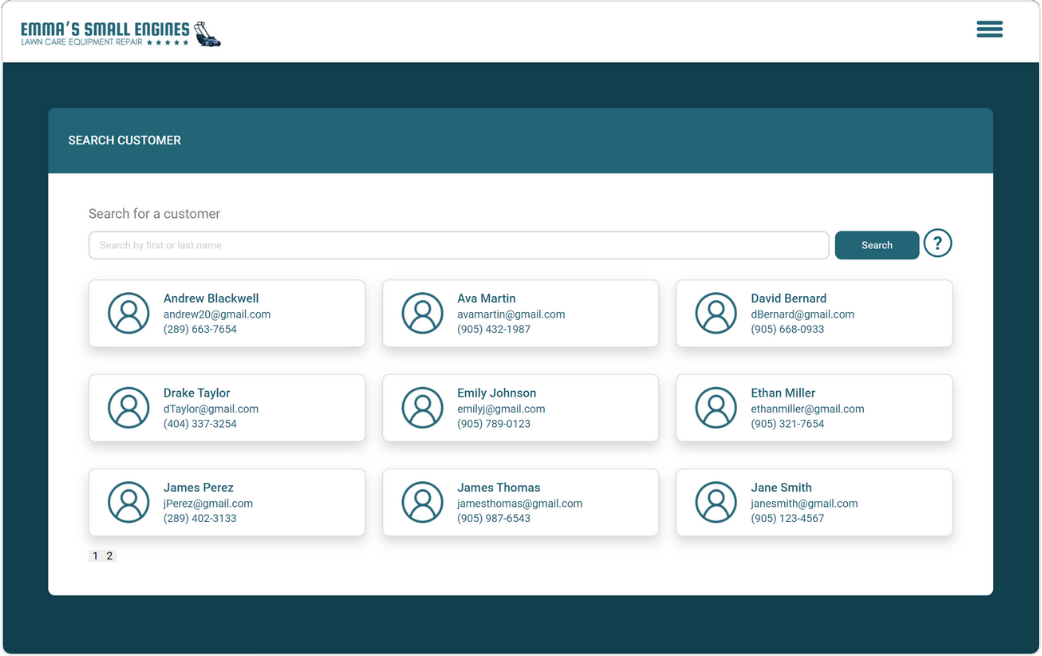 EMMA'S SMALL ENGINES
LAWN CARE EQUIPMENT REPAIR ★★★★★
SEARCH CUSTOMER
Search for a customer
Search by first or last name
Search
?
Andrew Blackwell
andrew20@gmail.com
(289) 663-7654
Ava Martin
avamartin@gmail.com
(905) 432-1987
David Bernard
dBernard@gmail.com
(905) 668-0933
Drake Taylor
dTaylor@gmail.com
(404) 337-3254
Emily Johnson
emilyj@gmail.com
(905) 789-0123
Ethan Miller
ethanmiller@gmail.com
(905) 321-7654
James Perez
jPerez@gmail.com
(289) 402-3133
James Thomas
jamesthomas@gmail.com
(905) 987-6543
Jane Smith
janesmith@gmail.com
(905) 123-4567
1 2